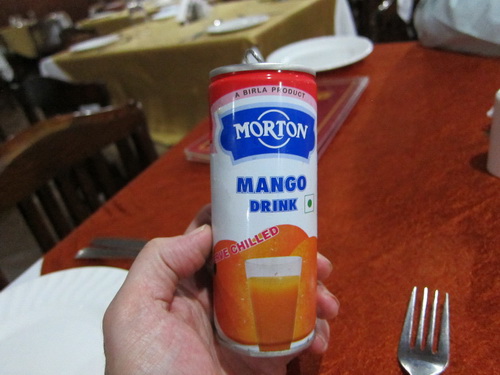 A BIRLA PRODUCT
MORTON
MANGO
DRINK
CHILLED